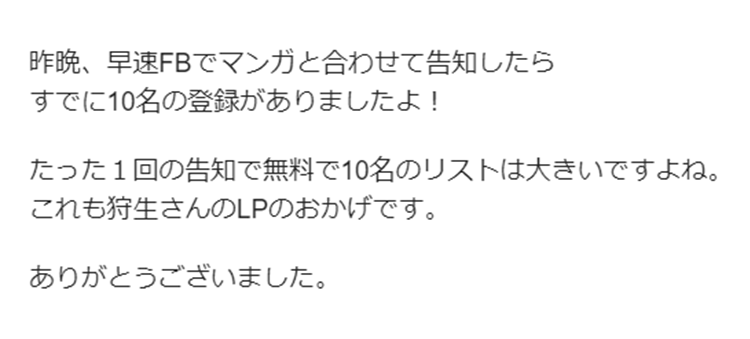 昨晩、早速FBでマンガと合わせて告知したら
すでに10名の登録がありましたよ！
たった１回の告知で無料で10名のリストは大きいですよね。
これも狩生さんのLPのおかげです。
ありがとうございました。